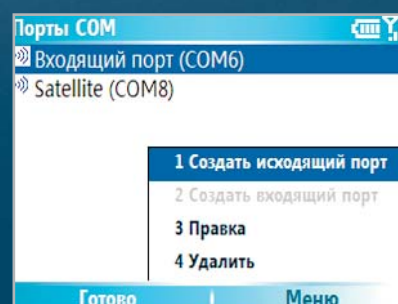 Порты COM
Входящий порт (COM6)
Satellite (COM8)
1 Создать исходящий порт
2 Создать входящий порт
3 Правка
4 Удалить
Готово
Меню